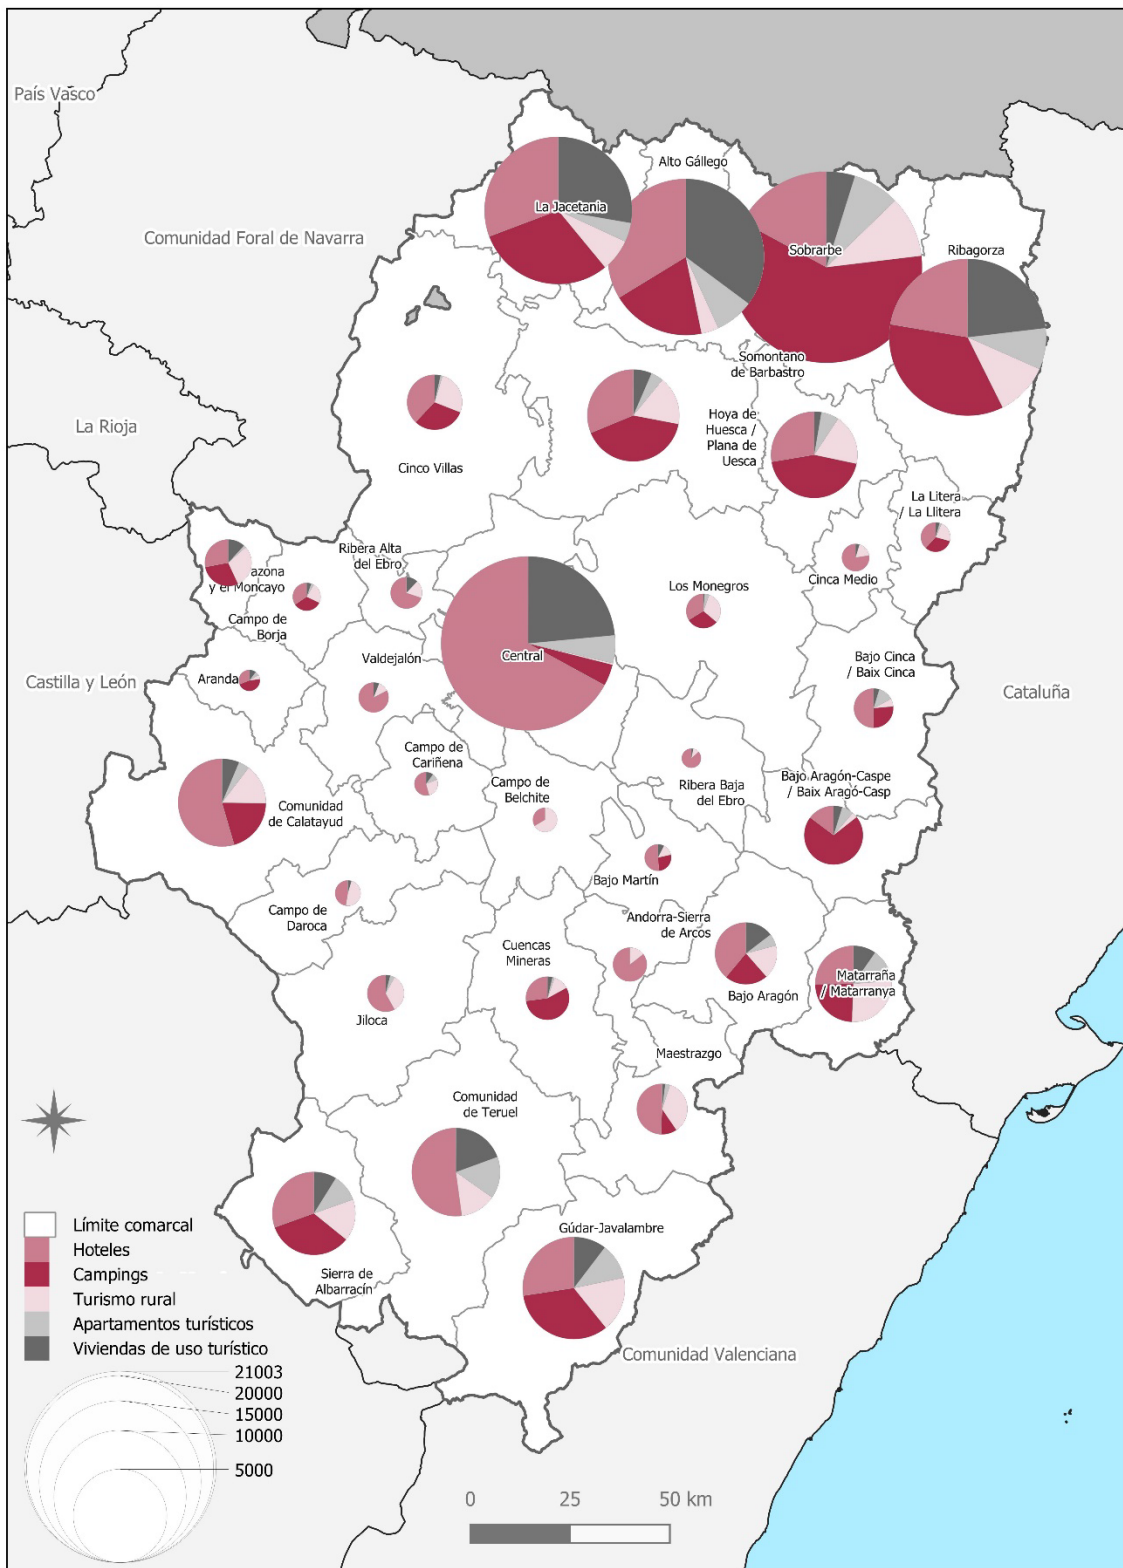 País Vasco
Alto Gállego
La Jacetania
Comunidad Foral de Navarra
Sobrarbe
Ribagorza
Somontano
de Barbastro
La Rioja
Hoya de
Huesca /
Plana de
Uesca
Cinco Villas
La Litera
/ La Llitera
Ribera Alta
del Ebro
azona
y el Moncayo
Cinca Medio
Los Monegros
Campo de
Borja
Central
Valdejalón
Bajo Cinca
/ Baix Cinca
Castilla y León
Aranda
Cataluña
Campo de
Cariñena
Ribera Baja
del Ebro
Bajo Aragón-Caspe
/ Baix Aragó-Casp
Campo de
Belchite
Comunidad
de Calatayud
Bajo Martín
Campo de
Daroca
Andorra-Sierra
de Arcos
Cuencas
Mineras
Matarraña
/ Matarranya
Bajo Aragón
Jiloca
Maestrazgo
Comunidad
de Teruel
Gúdar-Javalambre
Sierra de
Albarracín
Comunidad Valenciana
Límite comarcal
Hoteles
Campings
Turismo rural
Apartamentos turísticos
Viviendas de uso turístico
21003
20000
15000
10000
5000
0 25 50 km